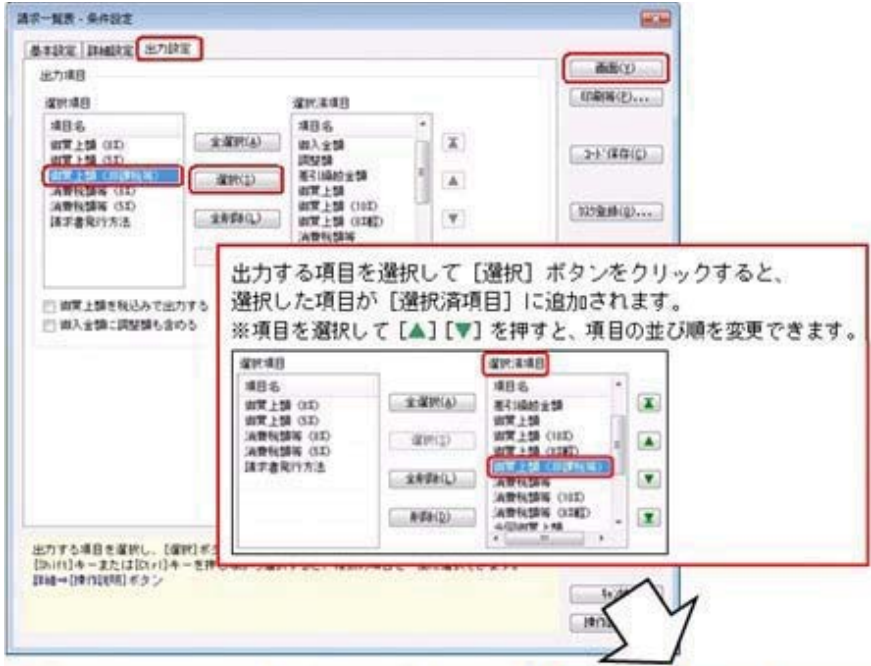 請求一覧表 - 条件設定
基本設定 詳細設定 出力設定
出力項目
選択項目
項目名
御買上額 (8%)
御買上額 (5%)
御買上額 (非課税等)
消費税額等 (8%)
消費税額等 (5%)
請求書発行方法
全選択(A)
選択(I)
全削除(L)
選択済項目
項目名
御入金額
調整額
差引繰越金額
御買上額
御買上額 (10%)
御買上額 (8%軽)
消費税額等
画面(Y)
印刷等(P)...
コード保存(C)
タスク登録(Q)...
御買上額を税込みで出力する
御入金額に調整額も含める
出力する項目を選択して［選択］ボタンをクリックすると、
選択した項目が［選択済項目］に追加されます。
※項目を選択して［▲］［▼］を押すと、項目の並び順を変更できます。
選択項目
項目名
御買上額 (8%)
御買上額 (5%)
消費税額等 (8%)
消費税額等 (5%)
請求書発行方法
全選択(A)
選択(I)
全削除(L)
削除(D)
選択済項目
項目名
差引繰越金額
御買上額
御買上額 (10%)
御買上額 (8%軽)
御買上額 (非課税等)
消費税額等
消費税額等 (10%)
消費税額等 (8%軽)
今回御買上額
出力する項目を選択し、[選択]ボタ
[Shift]キーまたは[Ctrl]キーを押
詳細→[操作説明]ボタン